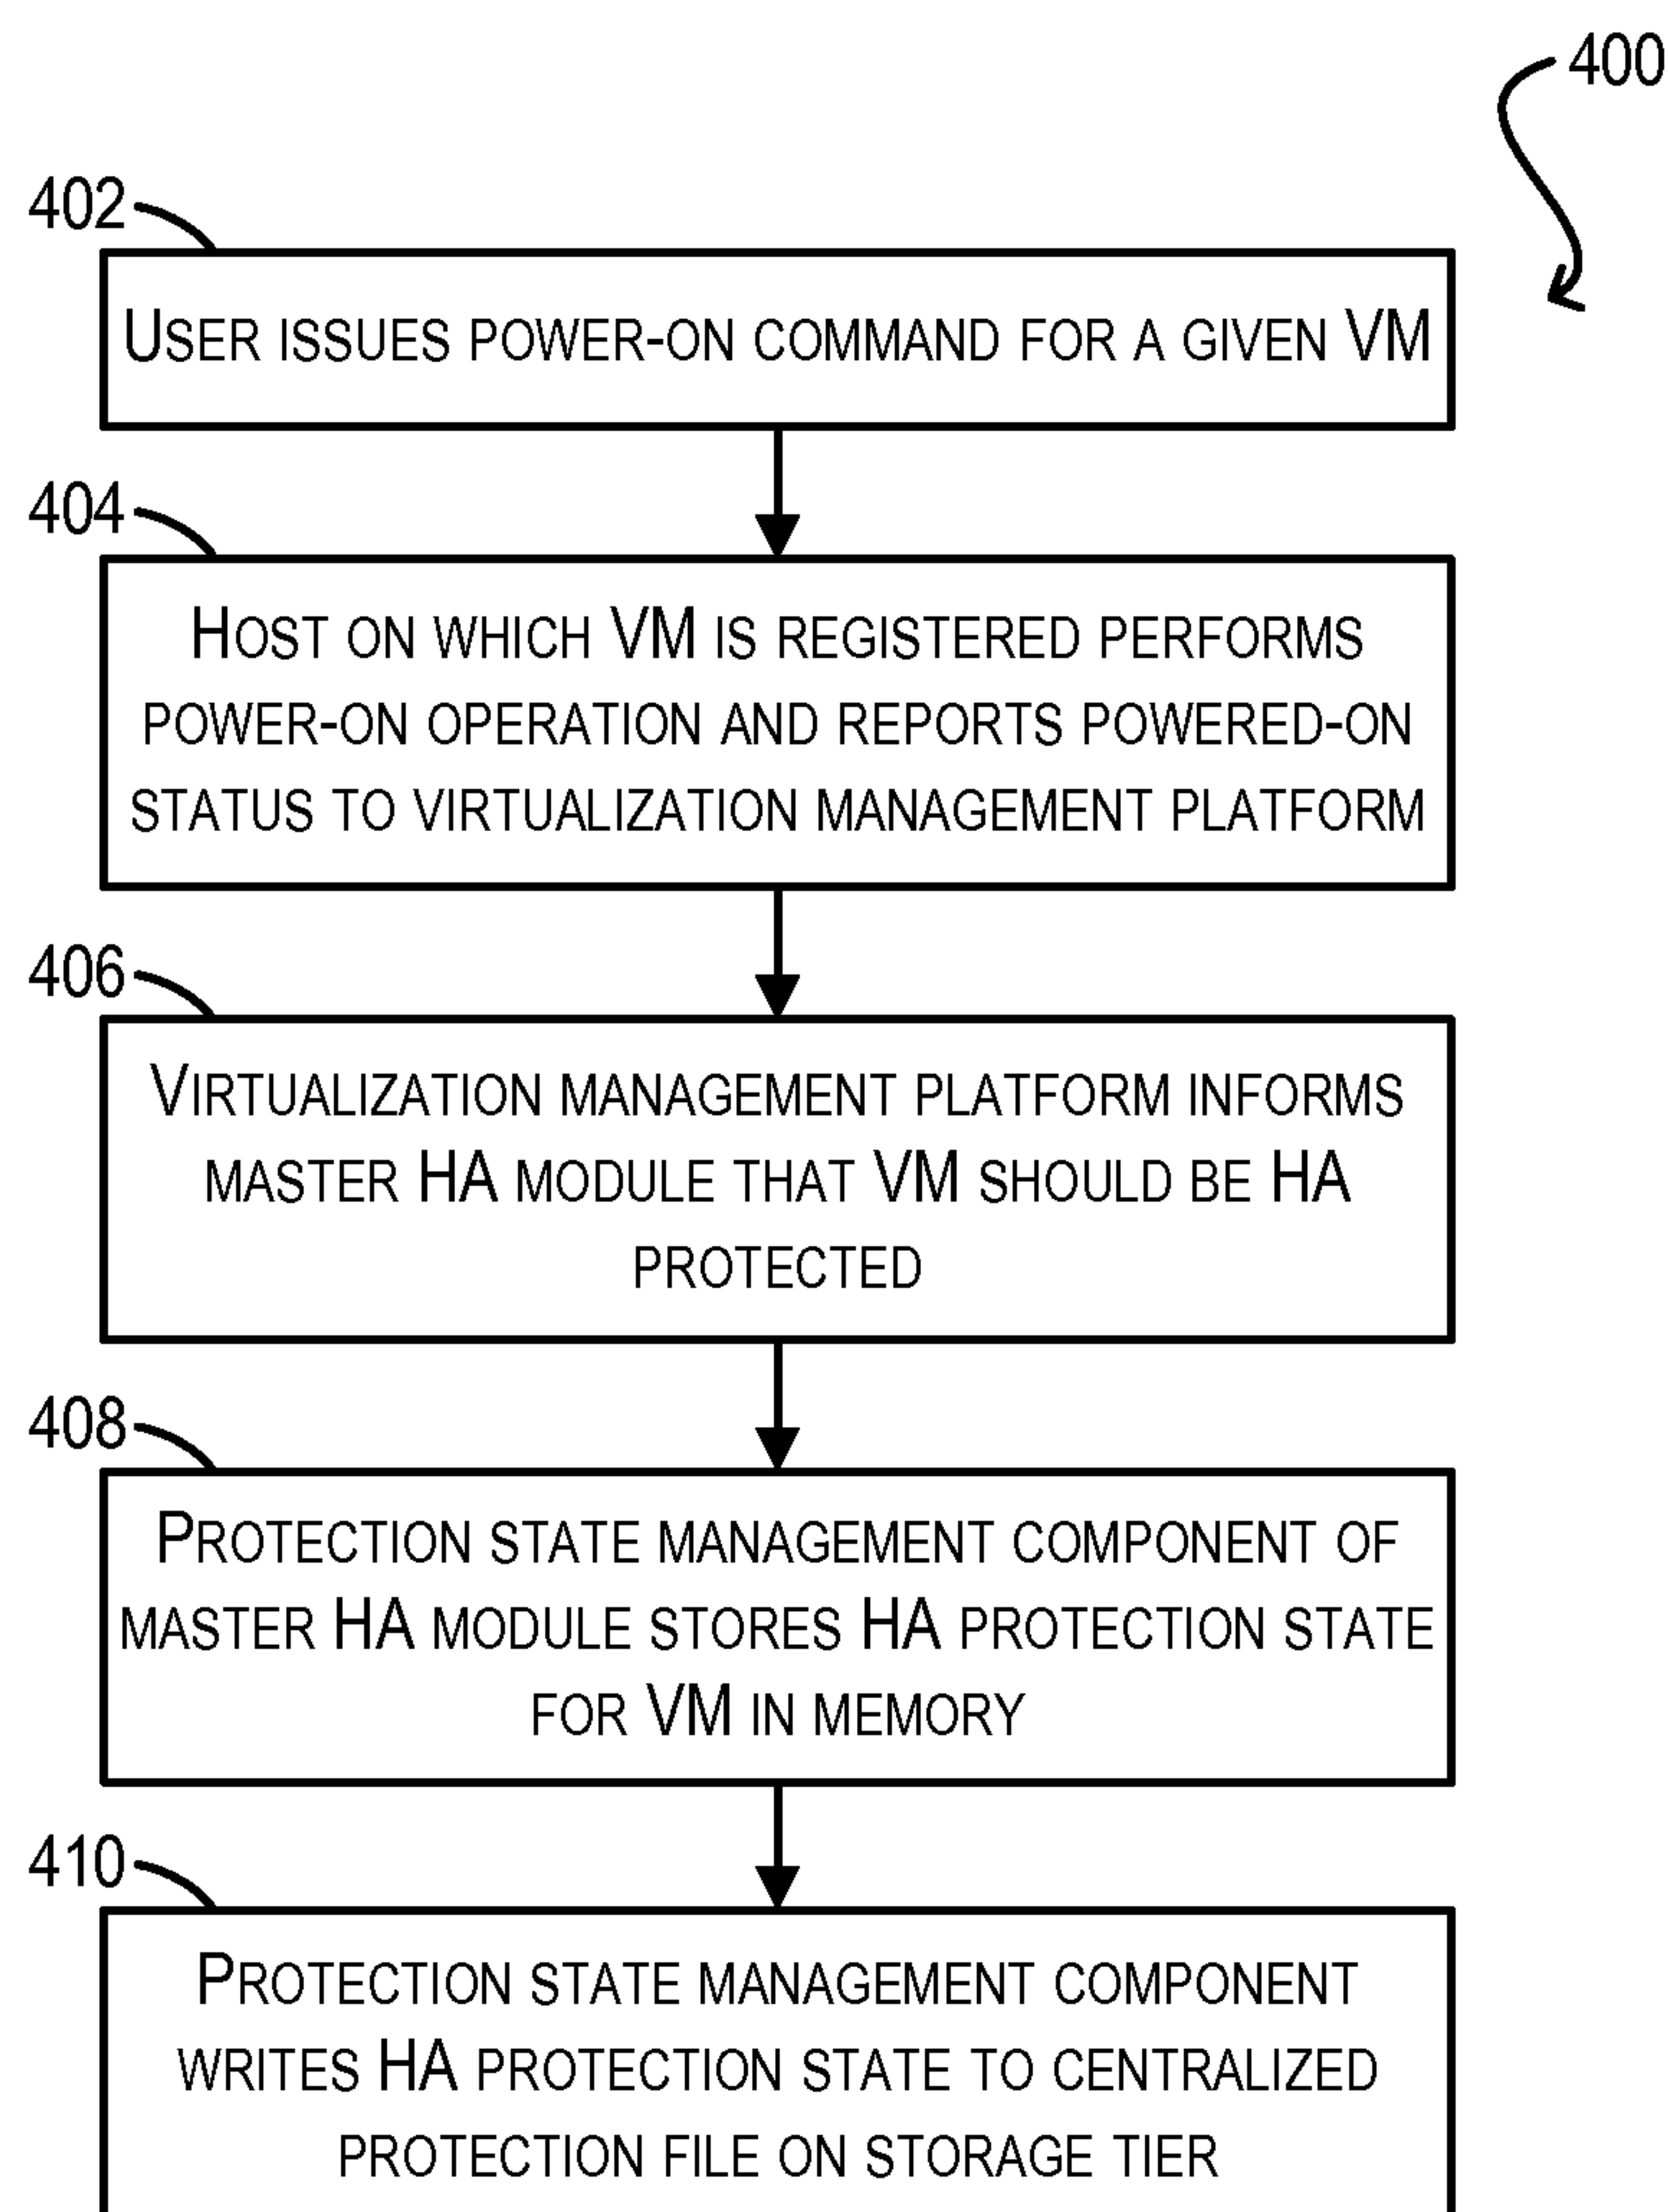 400
402
USER ISSUES POWER-ON COMMAND FOR A GIVEN VM
404
HOST ON WHICH VM IS REGISTERED PERFORMS
POWER-ON OPERATION AND REPORTS POWERED-ON
STATUS TO VIRTUALIZATION MANAGEMENT PLATFORM
406
VIRTUALIZATION MANAGEMENT PLATFORM INFORMS
MASTER HA MODULE THAT VM SHOULD BE HA
PROTECTED
408
PROTECTION STATE MANAGEMENT COMPONENT OF
MASTER HA MODULE STORES HA PROTECTION STATE
FOR VM IN MEMORY
410
PROTECTION STATE MANAGEMENT COMPONENT
WRITES HA PROTECTION STATE TO CENTRALIZED
PROTECTION FILE ON STORAGE TIER